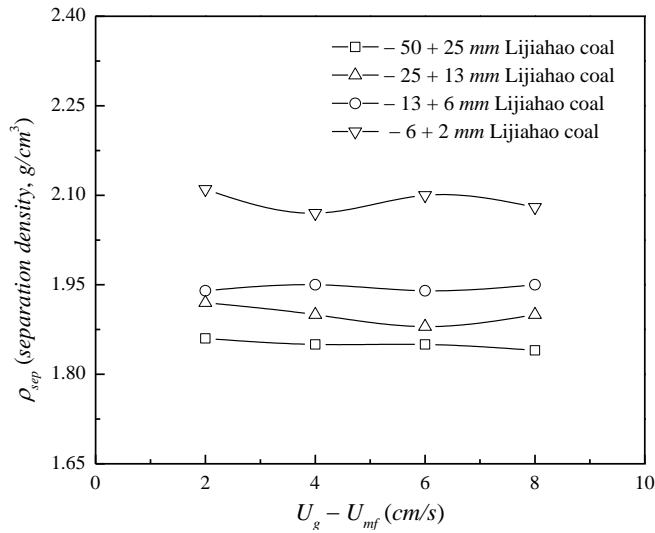 2.40
2.25
2.10
1.95
1.80
1.65
ρsep (separation density, g/cm³)
– 50 + 25 mm Lijiahao coal
– 25 + 13 mm Lijiahao coal
– 13 + 6 mm Lijiahao coal
– 6 + 2 mm Lijiahao coal
0 2 4 6 8 10
Ug – Umf (cm/s)